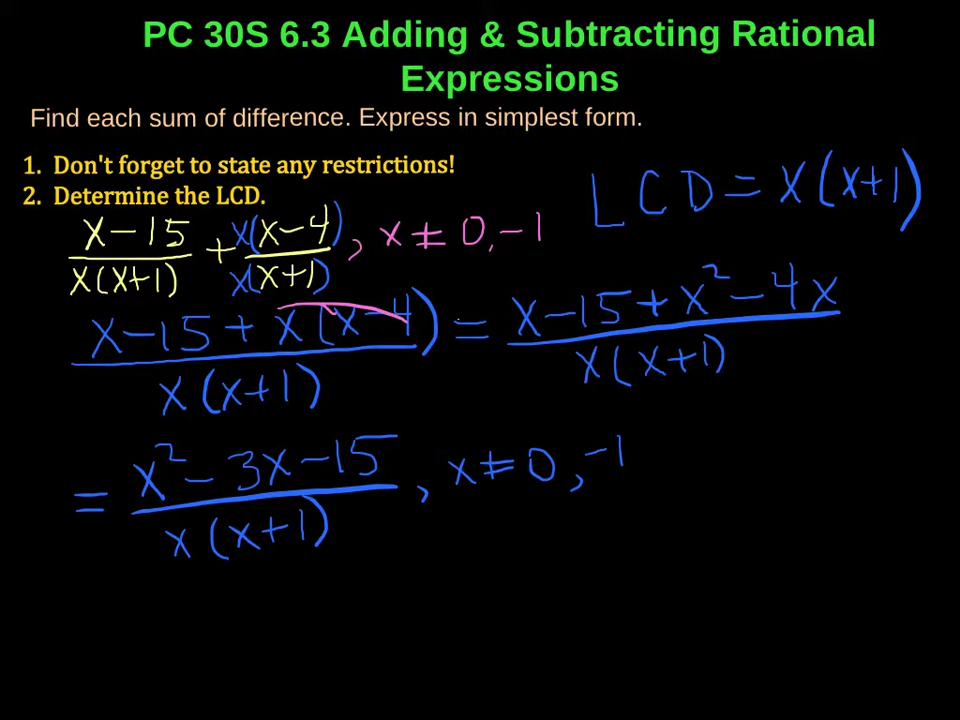 PC 30S 6.3 Adding & Subtracting Rational
Expressions
Find each sum of difference. Express in simplest form.
1. Don't forget to state any restrictions!
2. Determine the LCD.
LCD = x(x+1)
x-15/x(x+1) + x(x-4)/x(x+1), x ≠ 0, -1
x-15+x(x-4)/x(x+1) = x-15+x²-4x/x(x+1)
= x²-3x-15/x(x+1), x ≠ 0, -1